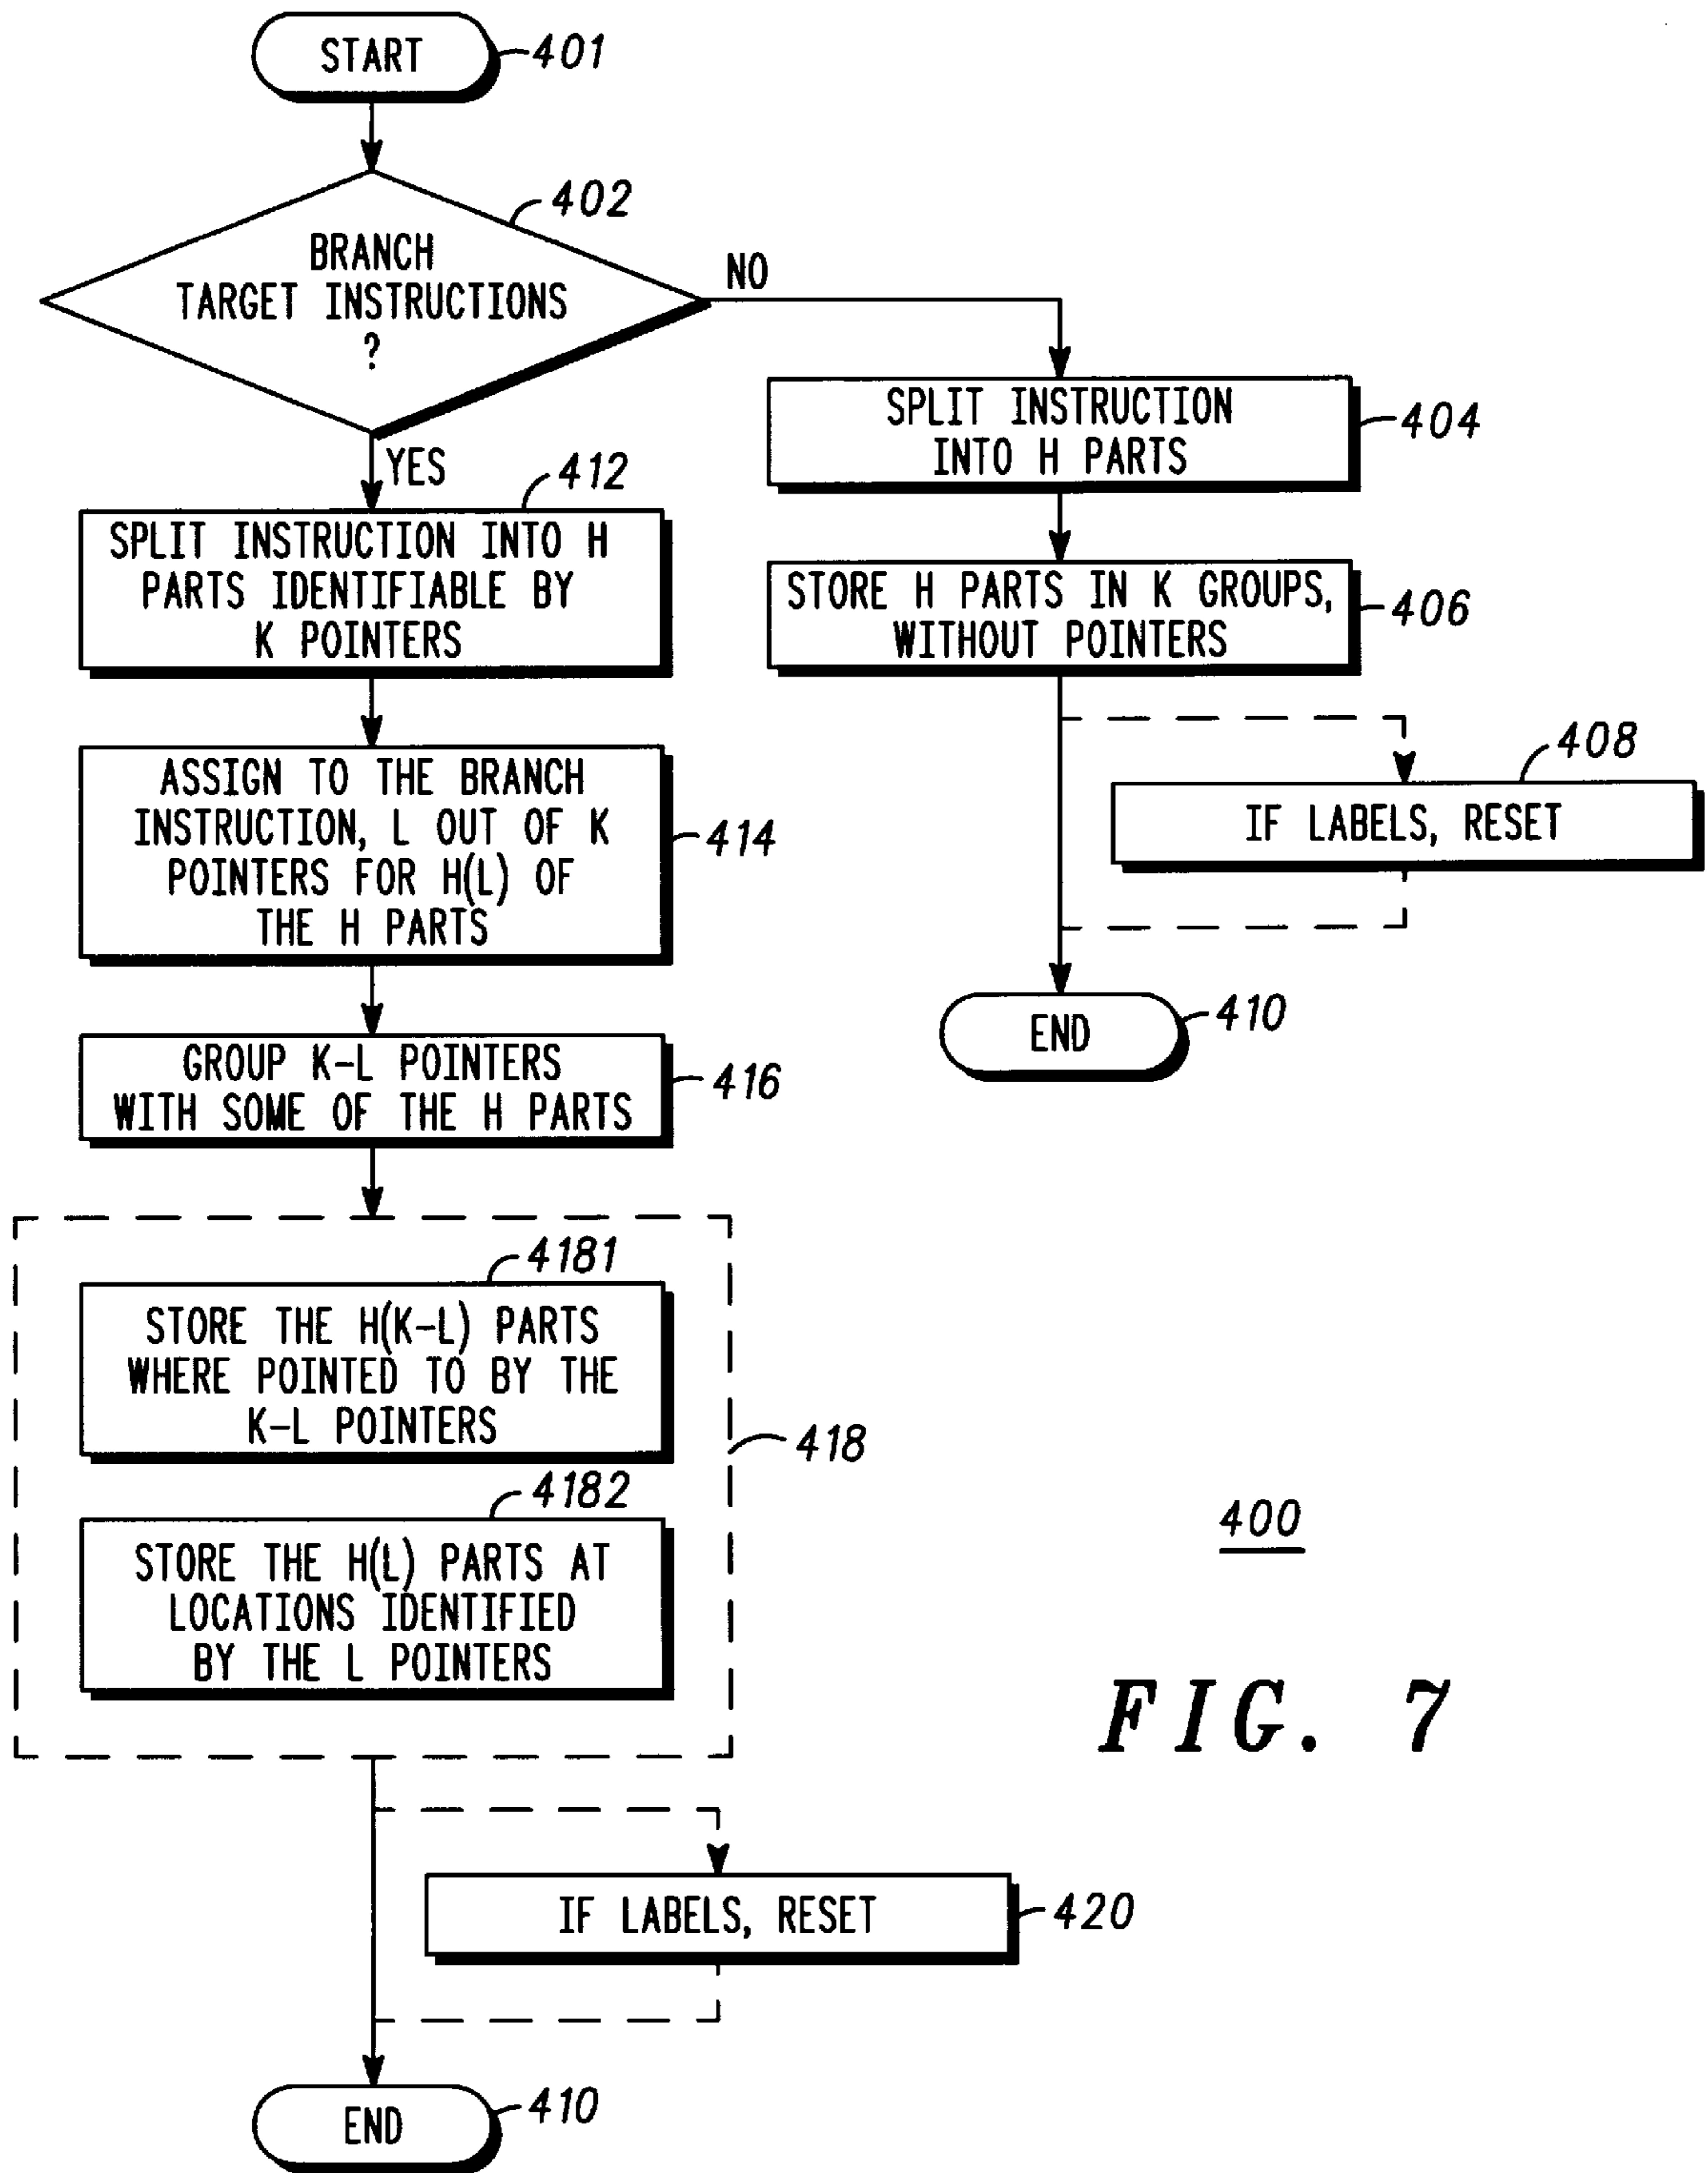 START
401
402
BRANCH
TARGET INSTRUCTIONS
?
NO
YES
404
SPLIT INSTRUCTION
INTO H PARTS
412
SPLIT INSTRUCTION INTO H
PARTS IDENTIFIABLE BY
K POINTERS
STORE H PARTS IN K GROUPS,
WITHOUT POINTERS
406
408
IF LABELS, RESET
ASSIGN TO THE BRANCH
INSTRUCTION, L OUT OF K
POINTERS FOR H(L) OF
THE H PARTS
414
END
410
GROUP K-L POINTERS
WITH SOME OF THE H PARTS
416
4181
STORE THE H(K-L) PARTS
WHERE POINTED TO BY THE
K-L POINTERS
418
4182
STORE THE H(L) PARTS AT
LOCATIONS IDENTIFIED
BY THE L POINTERS
400
FIG. 7
IF LABELS, RESET
420
END
410